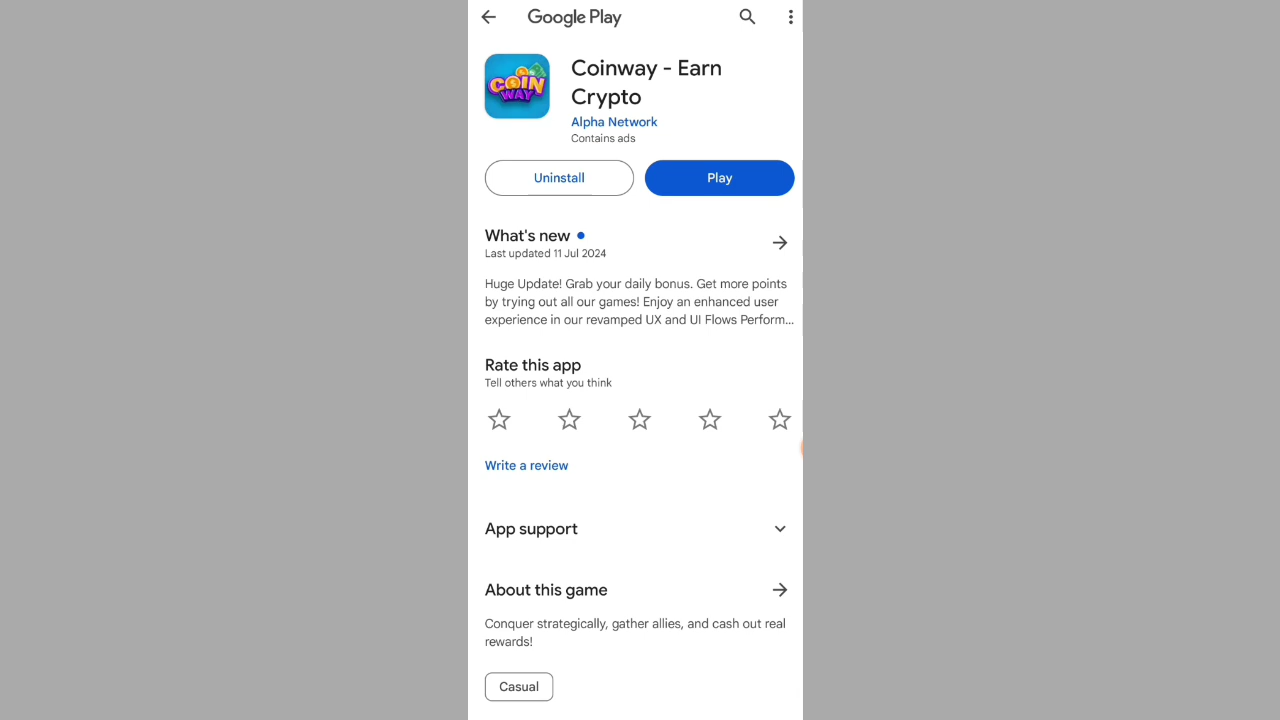 Google Play
COIN
WAY
Coinway - Earn
Crypto
Alpha Network
Contains ads
Uninstall
Play
What's new
Last updated 11 Jul 2024
Huge Update! Grab your daily bonus. Get more points
by trying out all our games! Enjoy an enhanced user
experience in our revamped UX and UI Flows Perform...
Rate this app
Tell others what you think
Write a review
App support
About this game
Conquer strategically, gather allies, and cash out real
rewards!
Casual